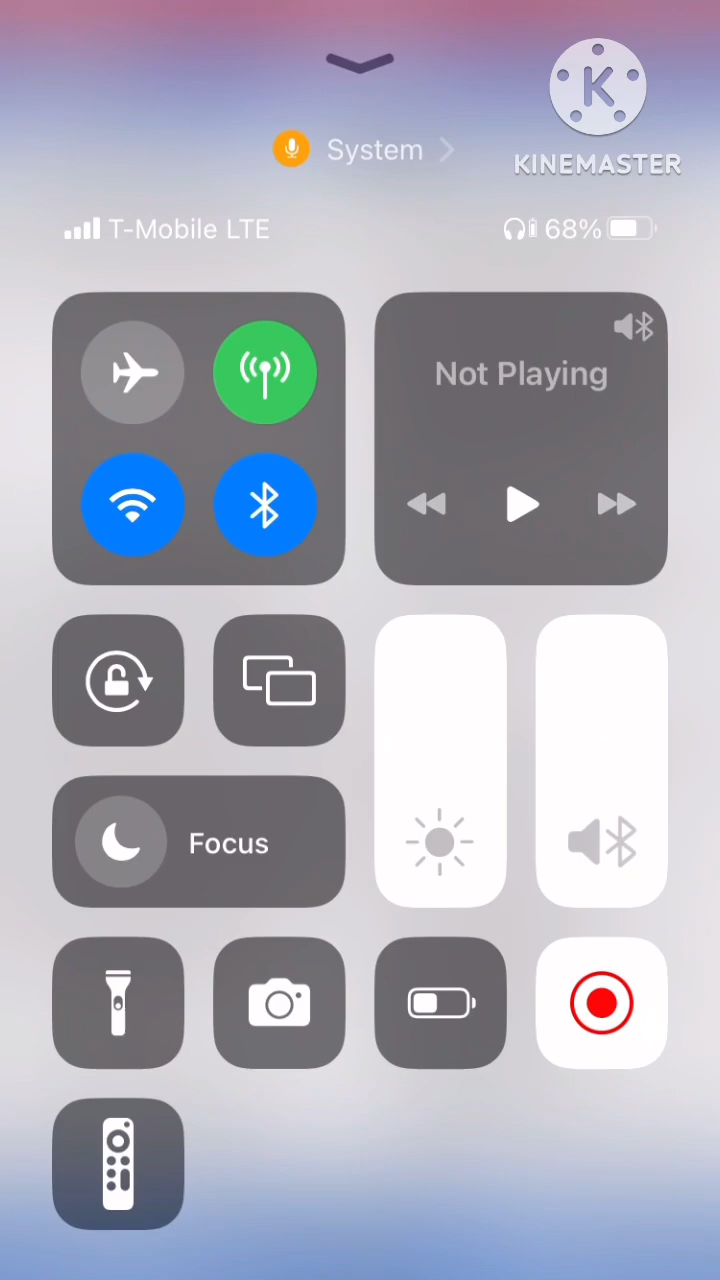 System
K
KINEMASTER
T-Mobile LTE
68%
Not Playing
Focus